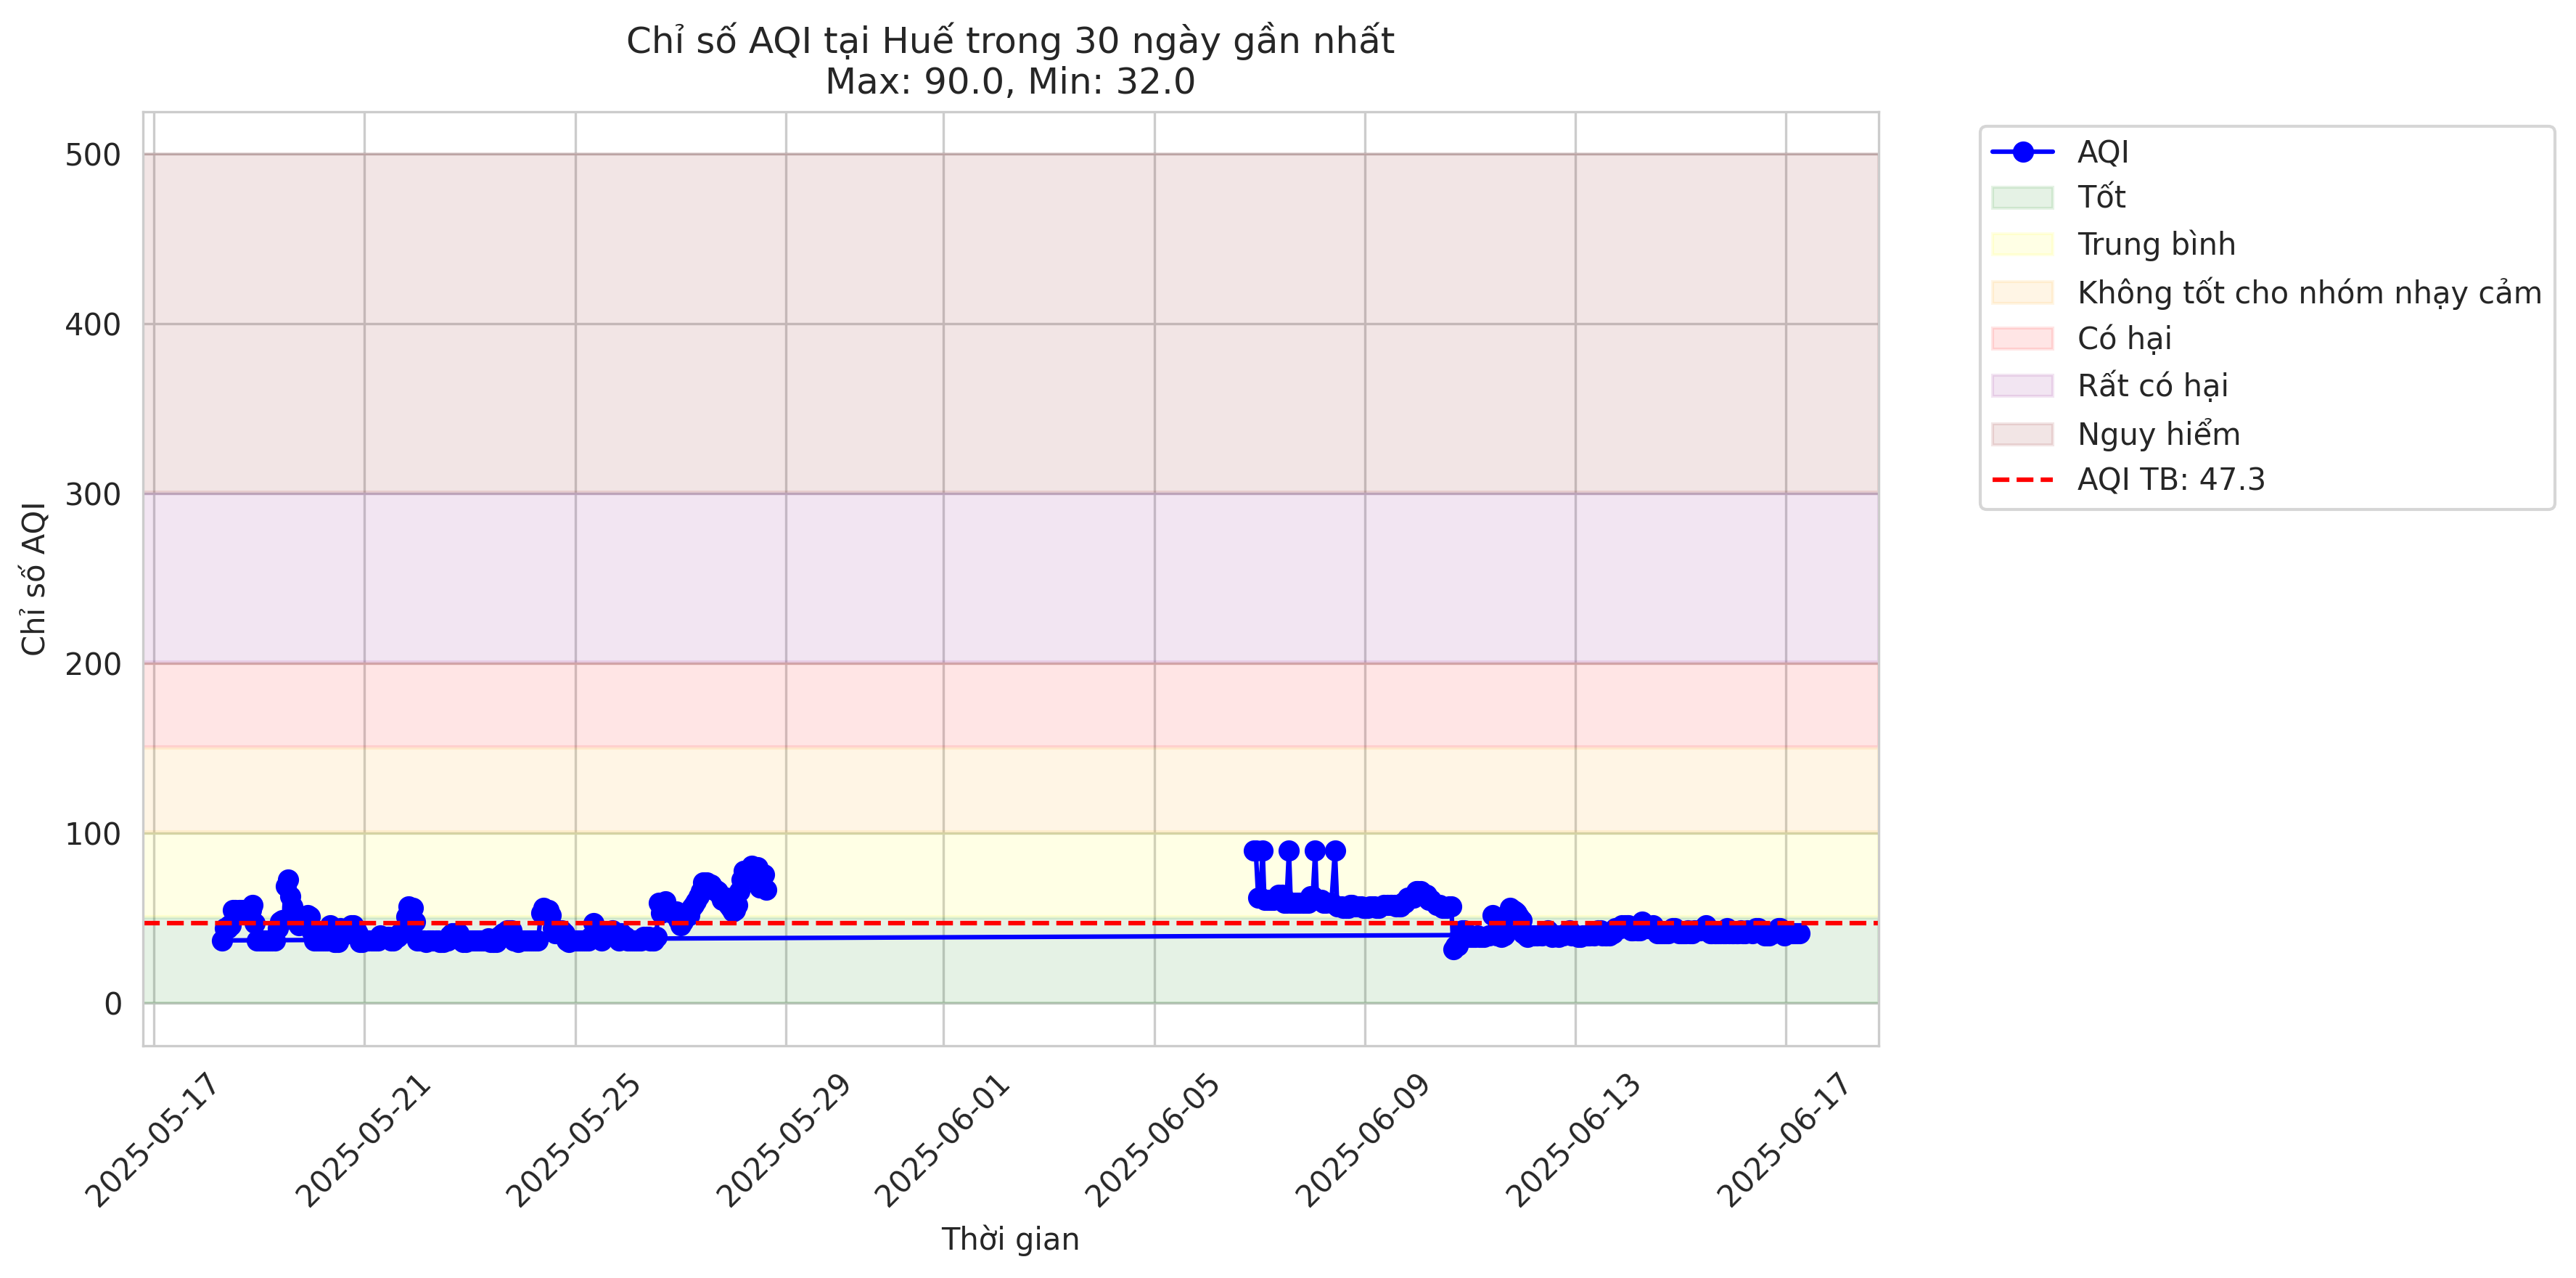 Chỉ số AQI tại Huế trong 30 ngày gần nhất
Max: 90.0, Min: 32.0
Chỉ số AQI
500
400
300
200
100
0
2025-05-17
2025-05-21
2025-05-25
2025-05-29
2025-06-01
2025-06-05
2025-06-09
2025-06-13
2025-06-17
Thời gian
AQI
Tốt
Trung bình
Không tốt cho nhóm nhạy cảm
Có hại
Rất có hại
Nguy hiểm
AQI TB: 47.3